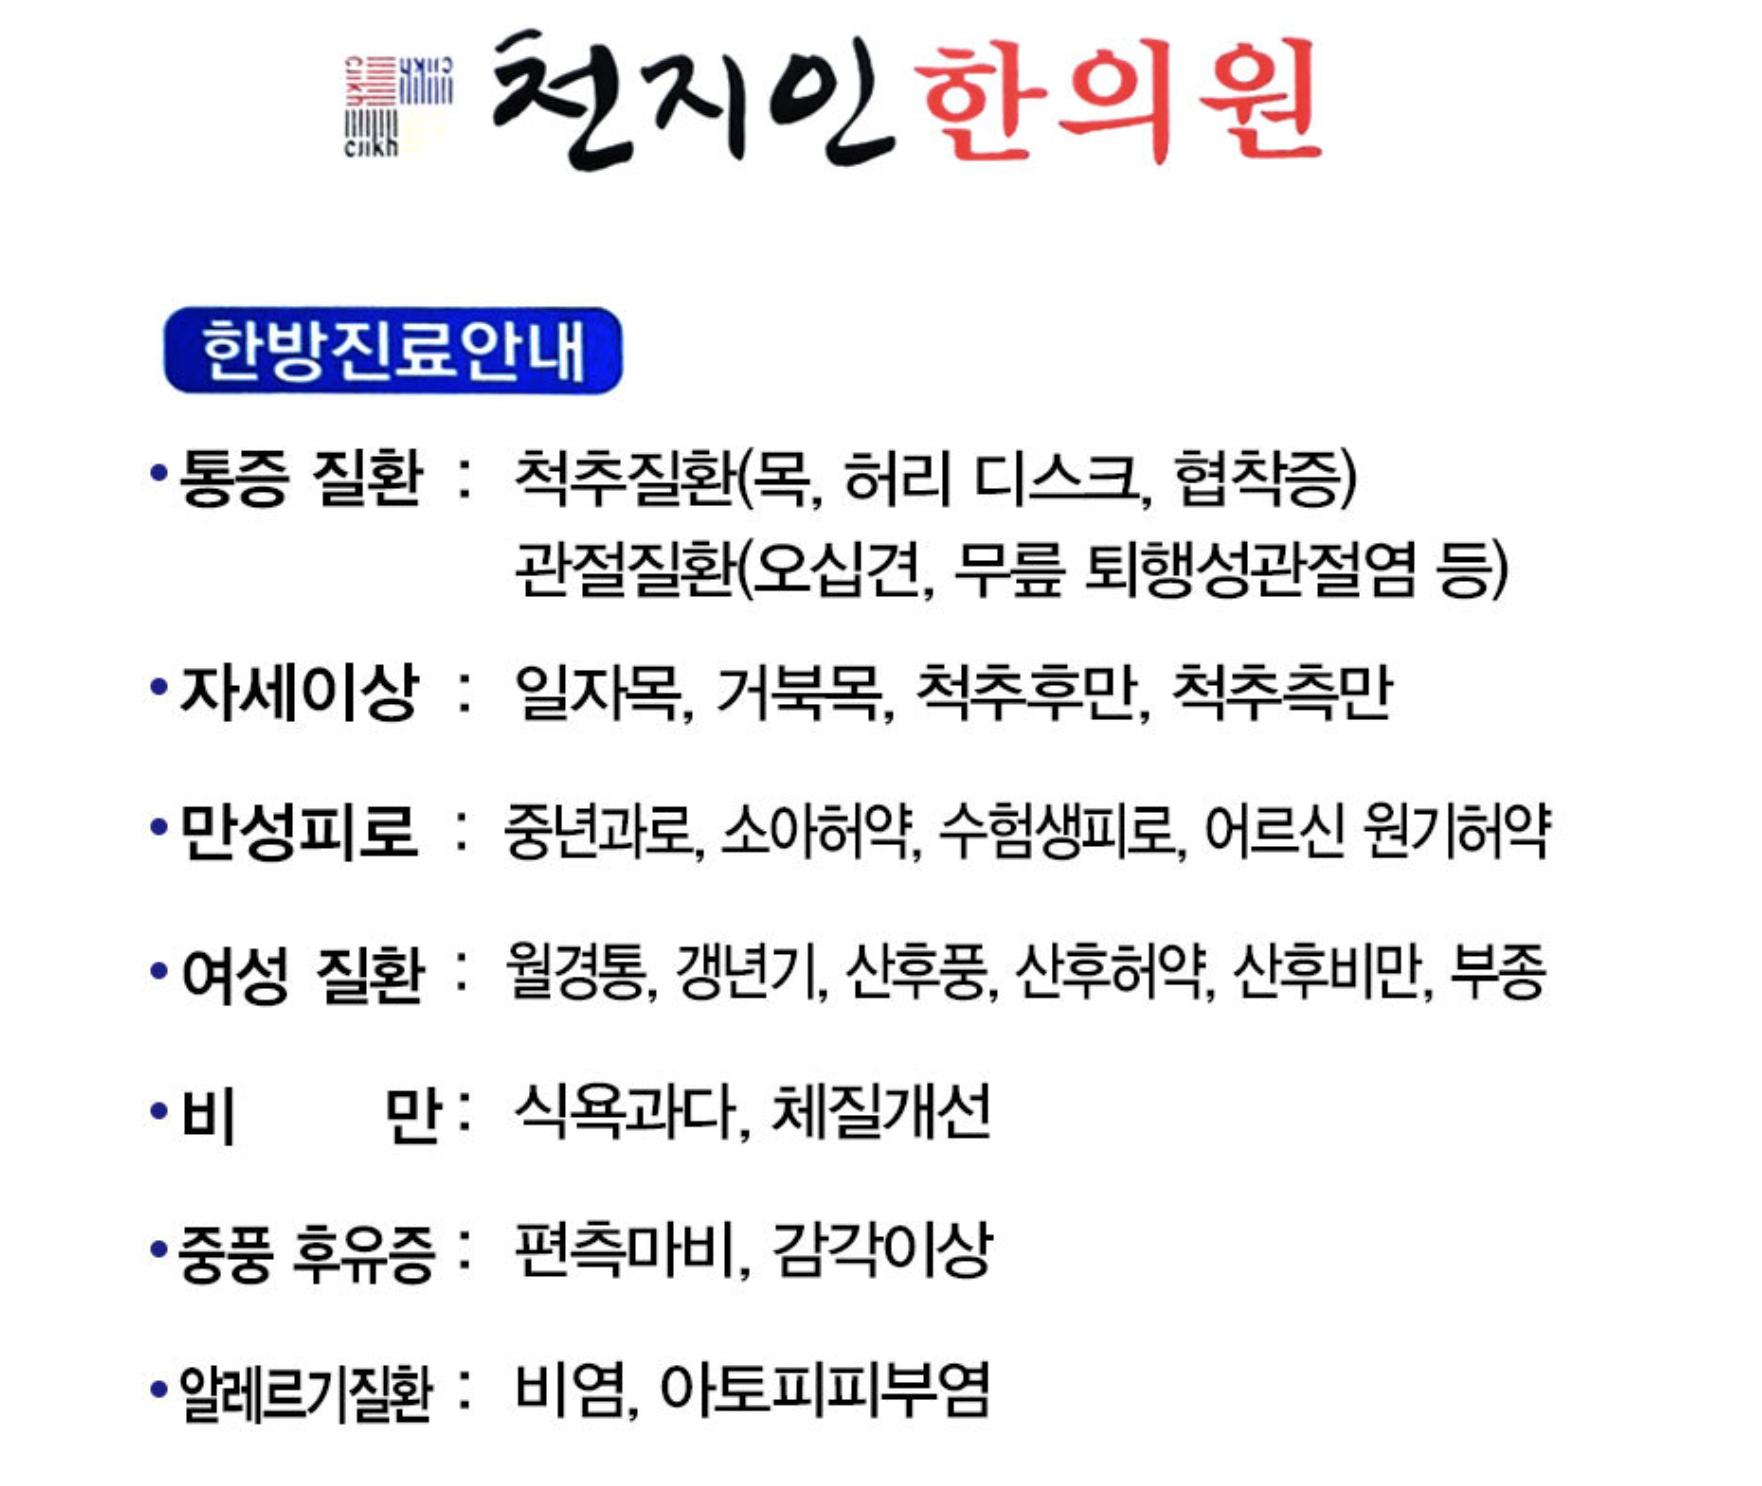 cjikh
cjikh
cjikh
천지인한의원
한방진료안내
•통증 질환 : 척추질환(목, 허리 디스크, 협착증)
관절질환(오십견, 무릎 퇴행성관절염 등)
•자세이상 : 일자목, 거북목, 척추후만, 척추측만
•만성피로 : 중년과로, 소아허약, 수험생피로, 어르신 원기허약
•여성 질환 : 월경통, 갱년기, 산후풍, 산후허약, 산후비만, 부종
•비 만 : 식욕과다, 체질개선
•중풍 후유증 : 편측마비, 감각이상
•알레르기질환 : 비염, 아토피피부염